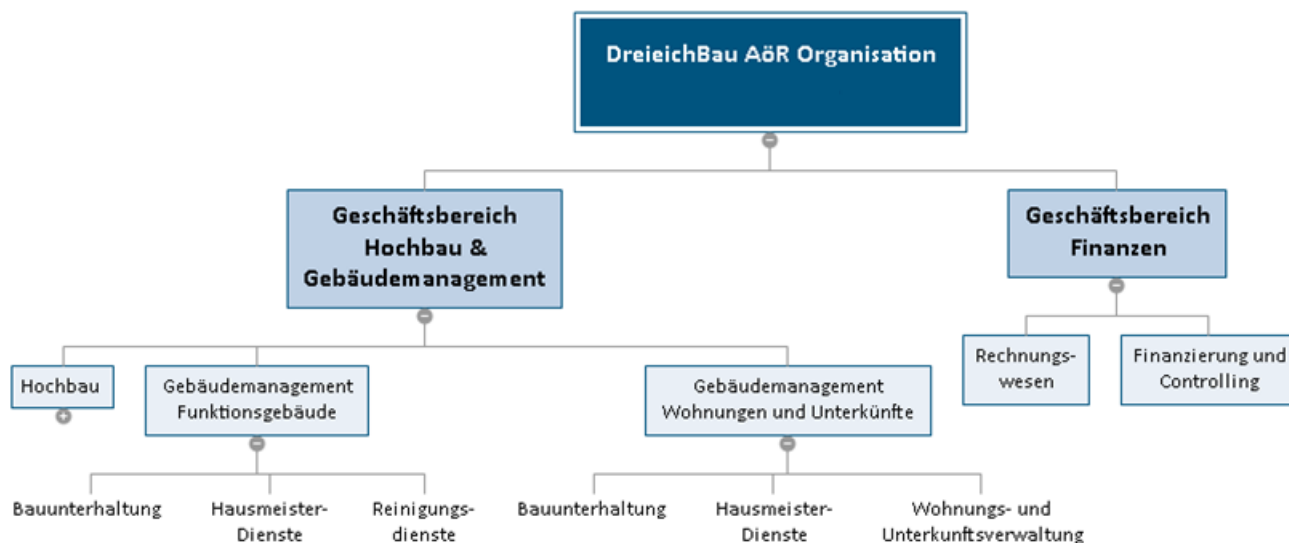 DreieichBau AöR Organisation
Geschäftsbereich
Hochbau &
Gebäudemanagement
Geschäftsbereich
Finanzen
Hochbau
Gebäudemanagement
Funktionsgebäude
Gebäudemanagement
Wohnungen und Unterkünfte
Rechnungs-
wesen
Finanzierung und
Controlling
Bauunterhaltung
Hausmeister-
Dienste
Reinigungs-
dienste
Bauunterhaltung
Hausmeister-
Dienste
Wohnungs- und
Unterkunftsverwaltung